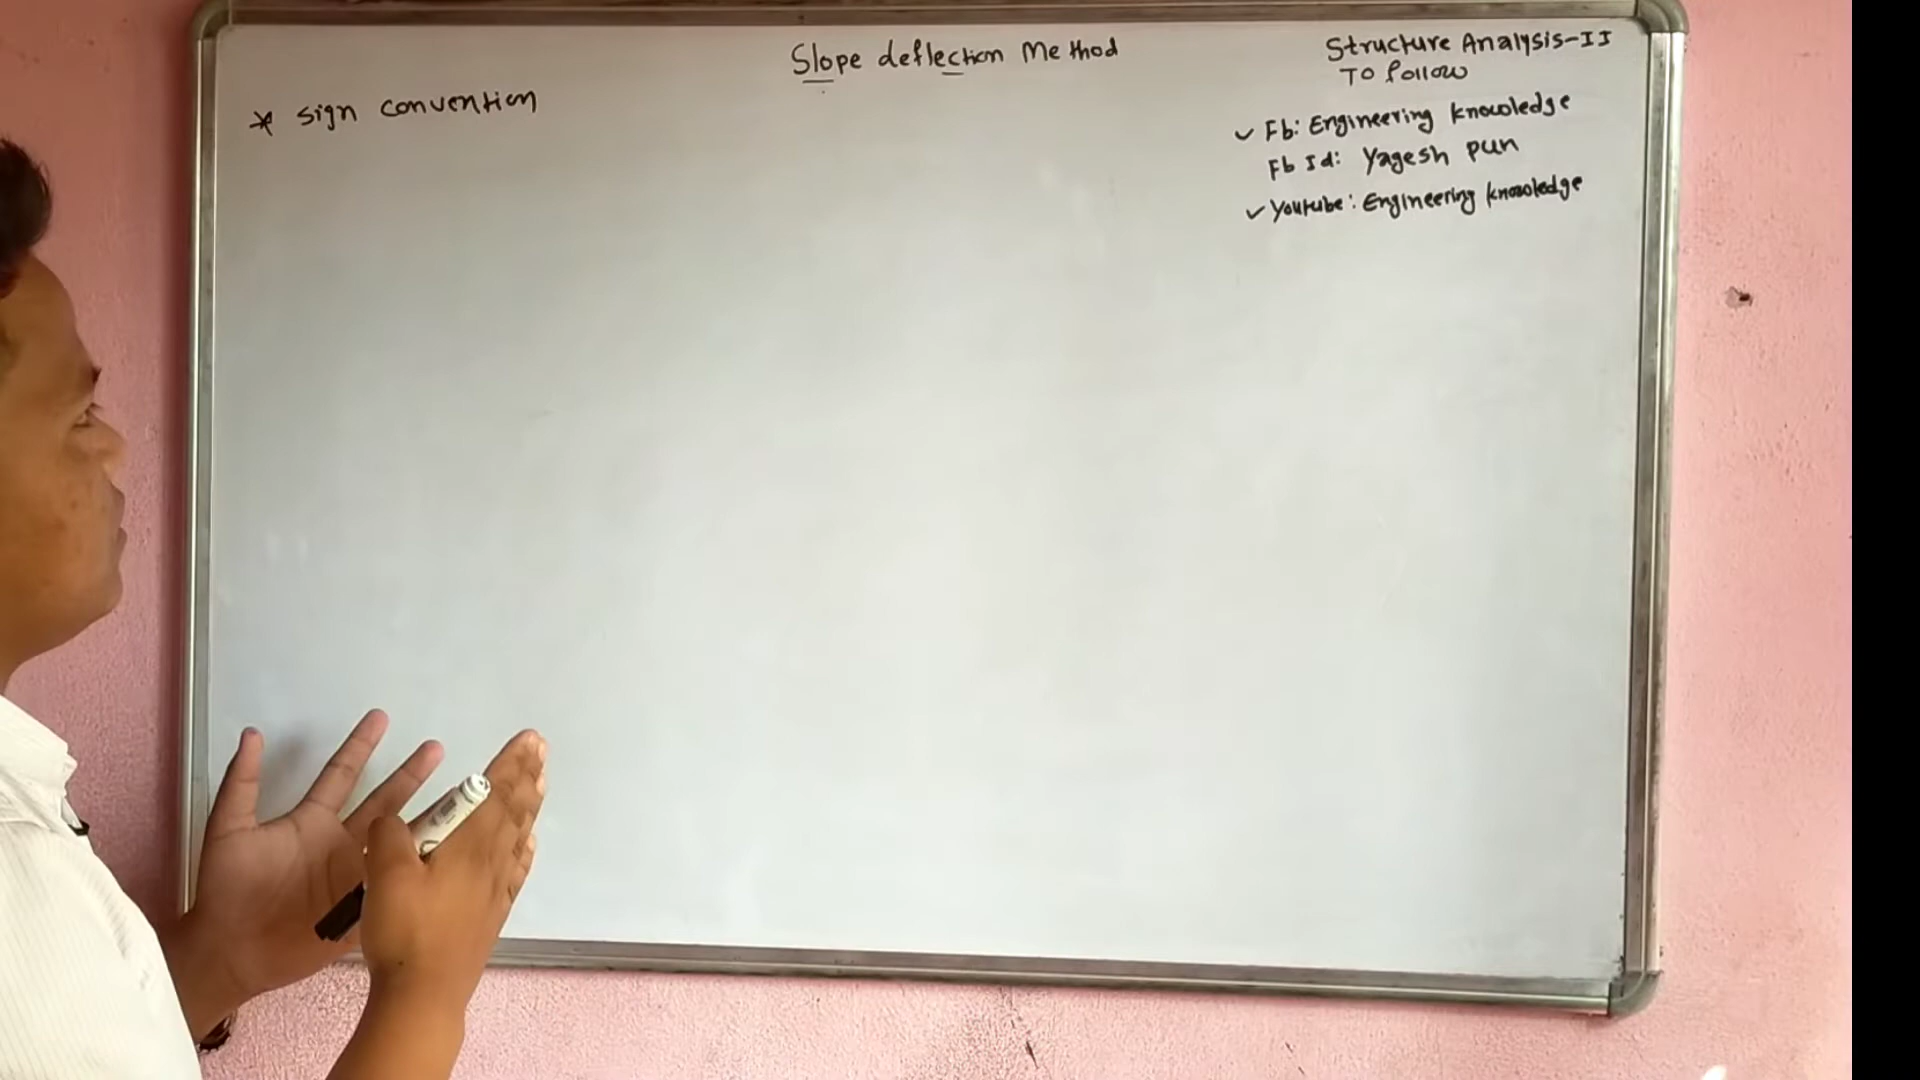 Slope deflection Method
* Sign convention
Structure Analysis-II
To follow
✓ Fb: Engineering knowledge
Fb Id: Yagesh pun
✓ Youtube: Engineering knowledge